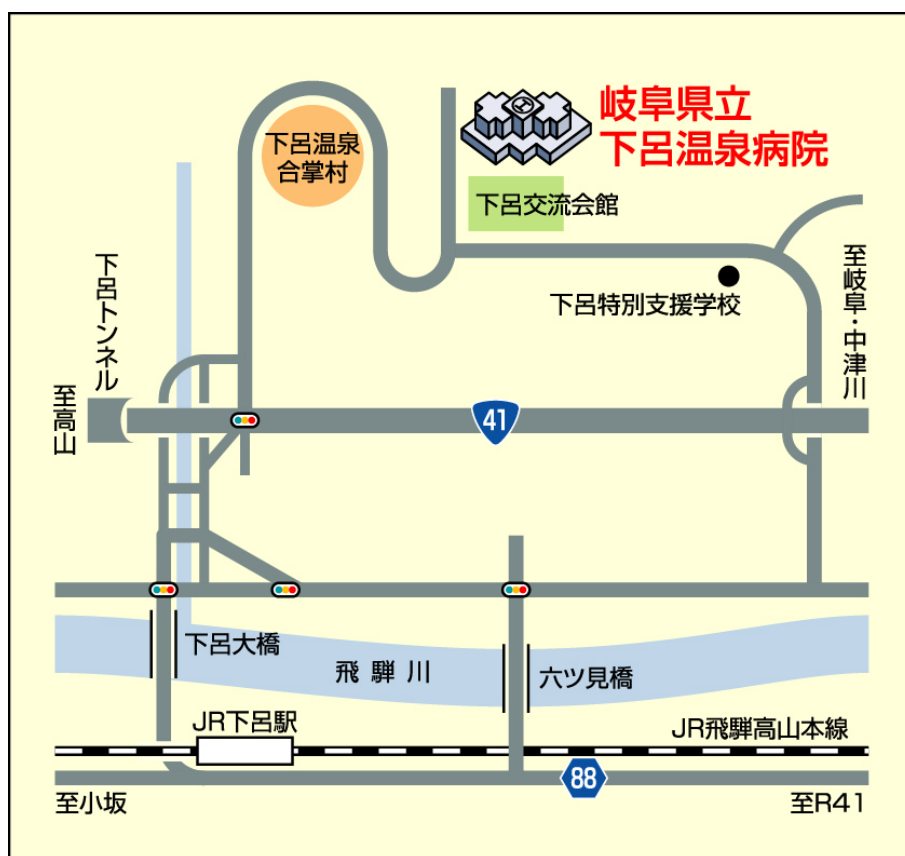 岐阜県立
下呂温泉病院
下呂温泉
合掌村
下呂交流会館
下呂特別支援学校
至岐阜・中津川
下呂トンネル
至高山
41
下呂大橋
飛騨川
六ツ見橋
JR下呂駅
JR飛騨高山本線
88
至小坂
至R41